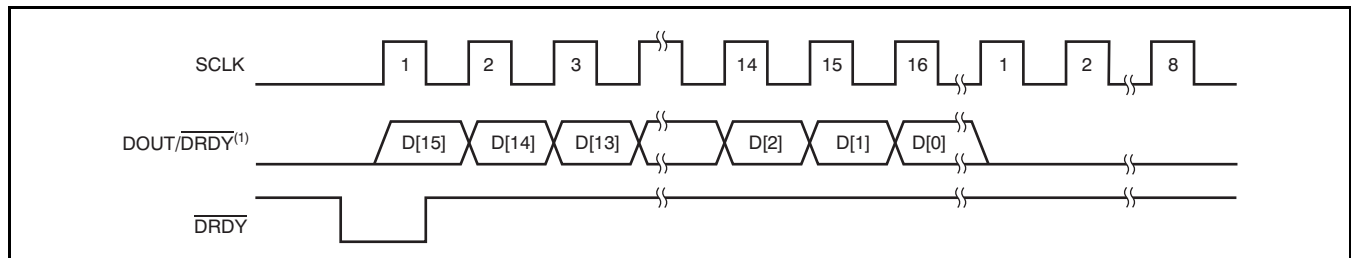 SCLK 1 2 3 14 15 16 1 2 8
DOUT/DRDY(1) D[15] D[14] D[13] D[2] D[1] D[0]
DRDY